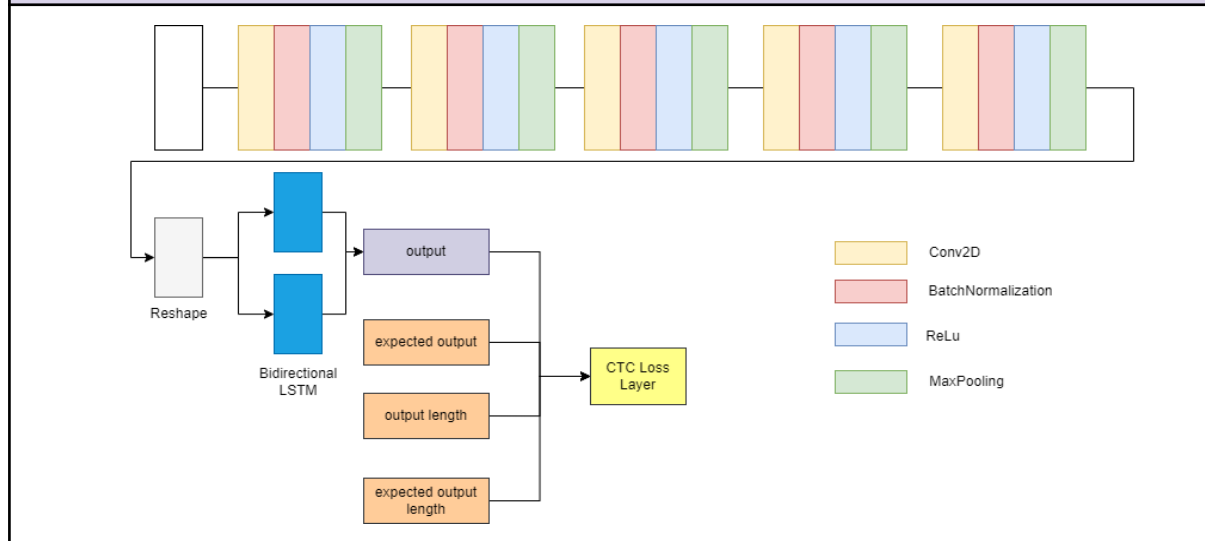 output
Conv2D
BatchNormalization
Reshape
expected output
ReLu
Bidirectional
LSTM
CTC Loss
Layer
MaxPooling
output length
expected output
length